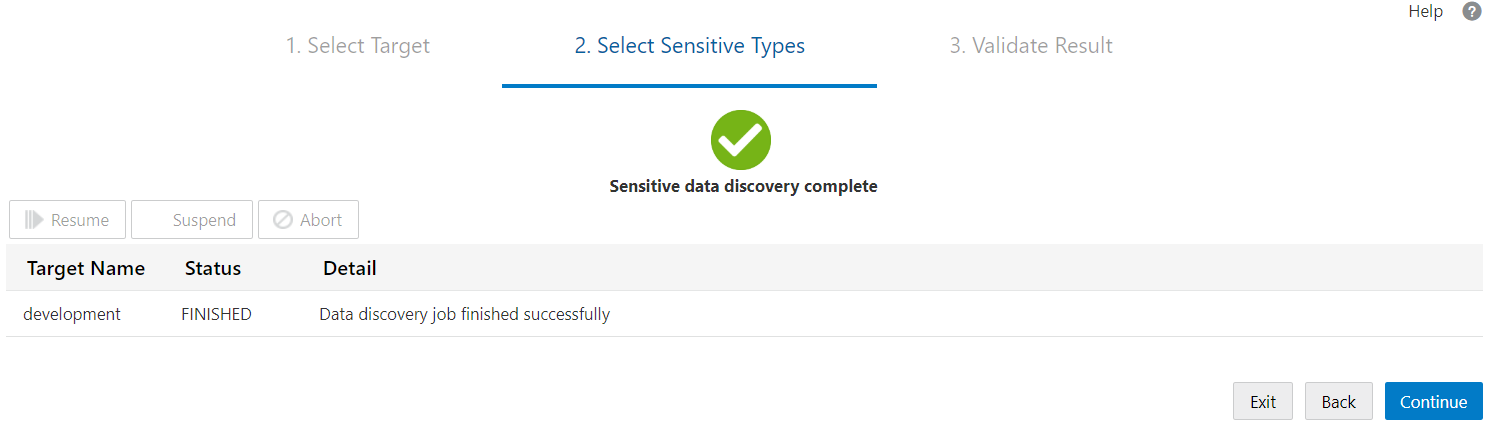 Help
1. Select Target 2. Select Sensitive Types 3. Validate Result
Sensitive data discovery complete
Resume Suspend Abort
Target Name Status Detail
development FINISHED Data discovery job finished successfully
Exit Back Continue